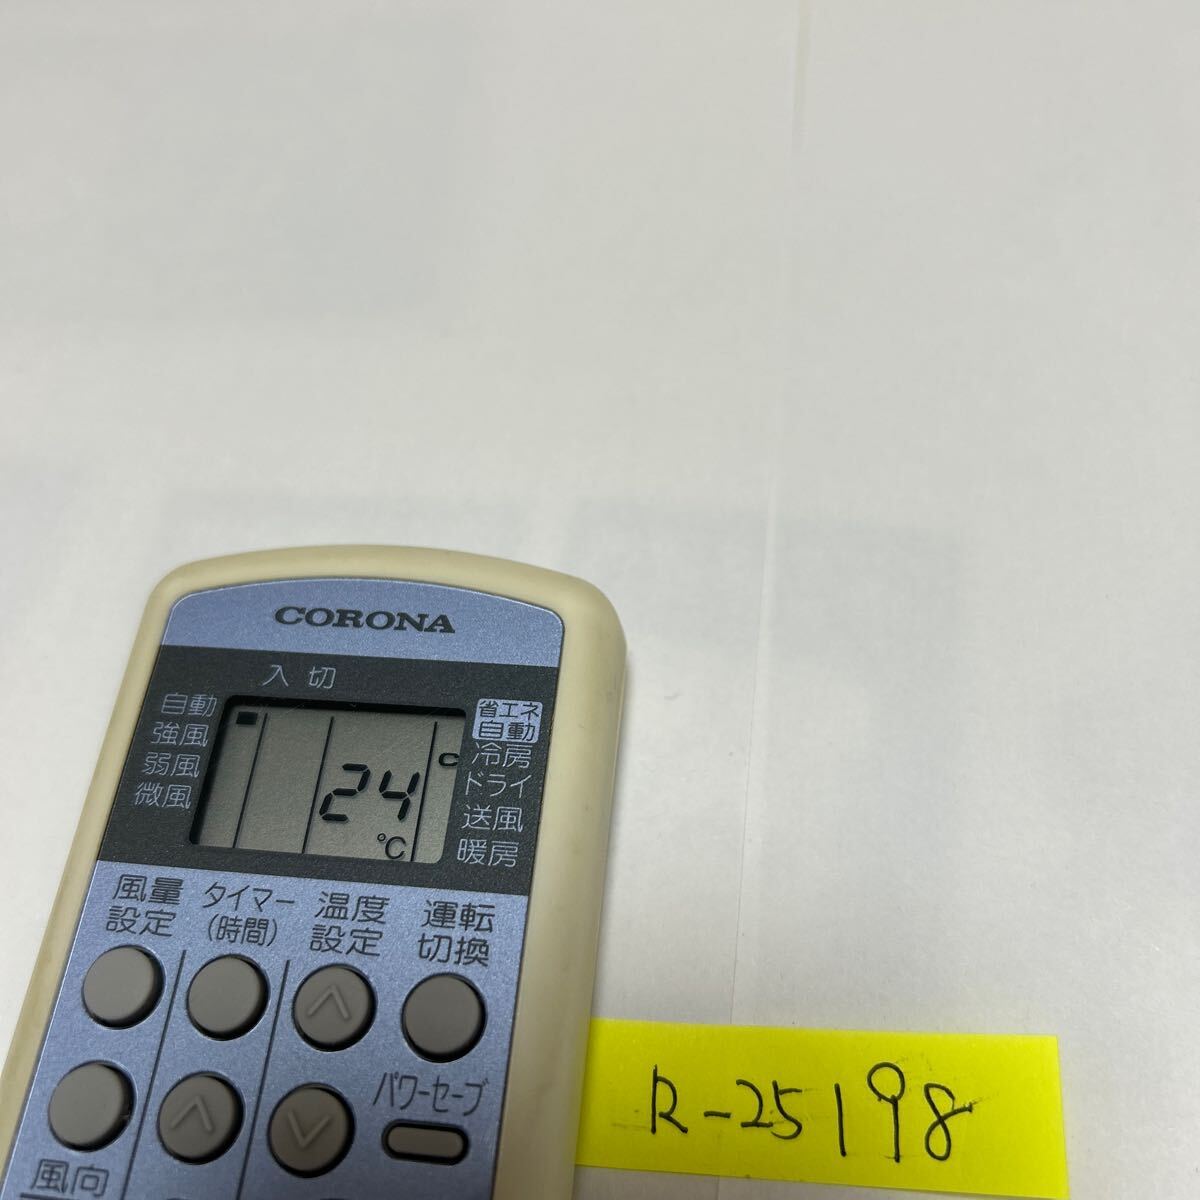 CORONA
入 切
自動
強風
弱風
微風
24
℃
C
省エネ
自動
冷房
ドライ
送風
暖房
風量
設定
タイマー
(時間)
温度
設定
運転
切換
パワーセーブ
風向
R-25198